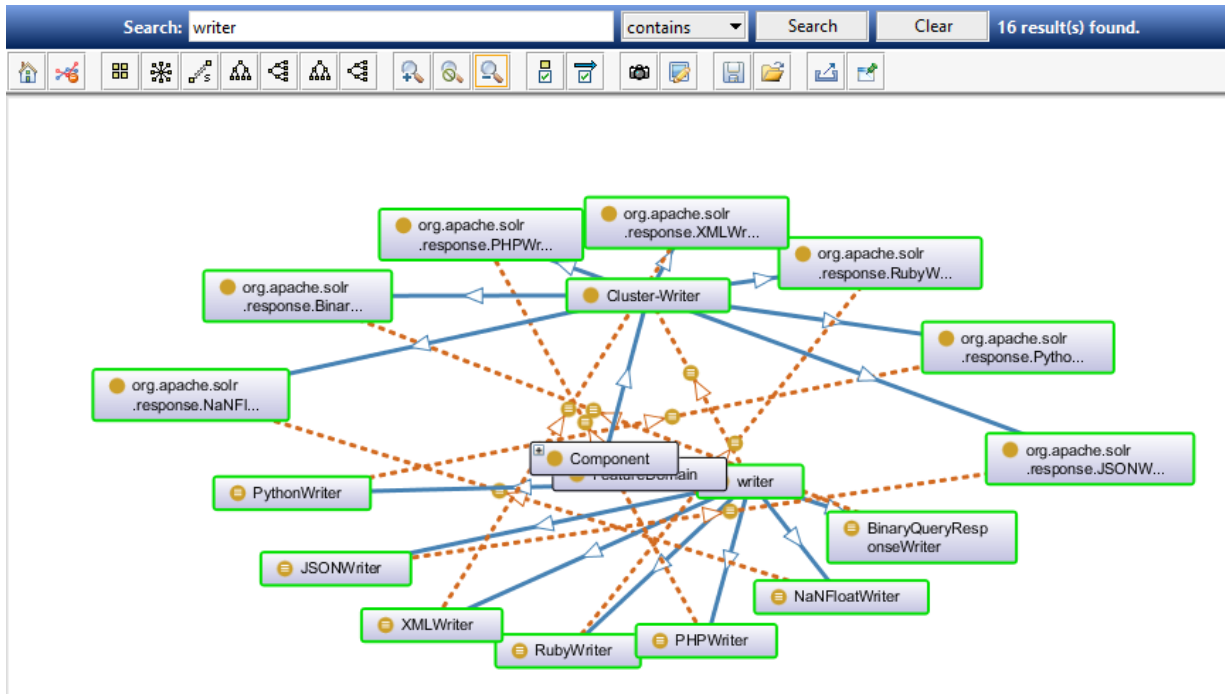 Search: writer contains Search Clear 16 result(s) found.
org.apache.solr
.response.PHPWr...
org.apache.solr
.response.XMLWr...
org.apache.solr
.response.RubyW...
org.apache.solr
.response.Binar...
Cluster-Writer
org.apache.solr
.response.Pytho...
org.apache.solr
.response.NaNFl...
org.apache.solr
.response.JSONW...
Component
FeatureDomain
writer
PythonWriter
BinaryQueryResp
onseWriter
JSONWriter
NaNFloatWriter
XMLWriter
RubyWriter
PHPWriter